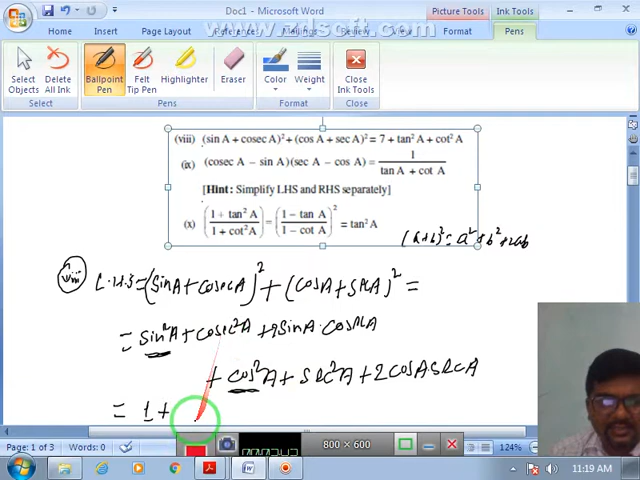 Doc1 - Microsoft Word
Picture Tools
Ink Tools
www.zdsoft.com
Home
Insert
Page Layout
References
Mailings
Review
View
Format
Pens
Select Objects
Delete All Ink
Ballpoint Pen
Felt Tip Pen
Highlighter
Eraser
Color
Weight
Close Ink Tools
Select
Pens
Format
Close
(viii) (sin A + cosec A)² + (cos A + sec A)² = 7 + tan² A + cot² A
(ix) (cosec A – sin A)(sec A – cos A) = 1 / (tan A + cot A)
[Hint: Simplify LHS and RHS separately]
(x) ((1 + tan² A) / (1 + cot² A)) = ((1 – tan A) / (1 – cot A))² = tan² A
(a+b)² = a² + b² + 2ab
(viii) L.H.S = (sinA + cosecA)² + (cosA + secA)² =
= sin²A + cosec²A + 2sinA·cosecA
+ cos²A + sec²A + 2cosA·secA
= 1 +
Page: 1 of 3
800 × 600
124%
11:19 AM